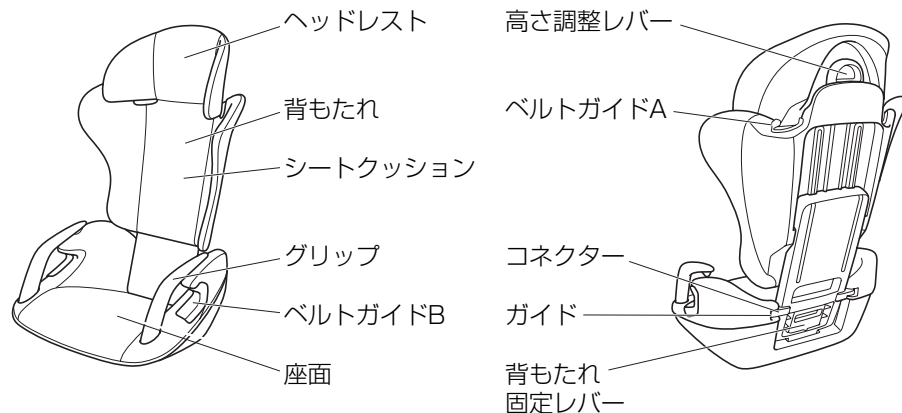 ヘッドレスト
背もたれ
シートクッション
グリップ
ベルトガイドB
座面
高さ調整レバー
ベルトガイドA
コネクター
ガイド
背もたれ
固定レバー